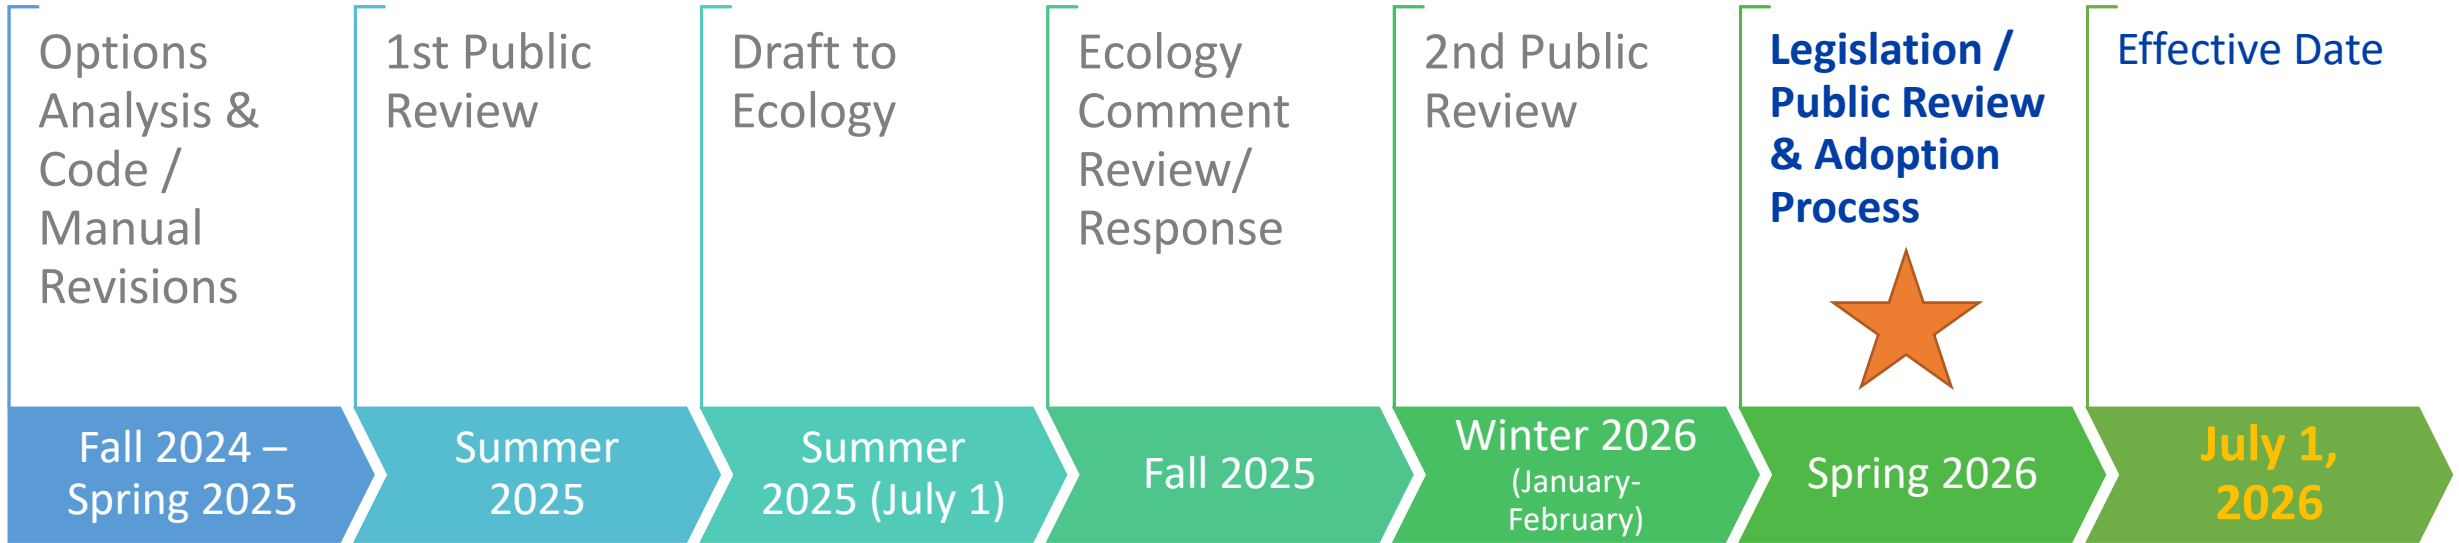 Options
Analysis &
Code /
Manual
Revisions
Fall 2024 –
Spring 2025
1st Public
Review
Summer
2025
Draft to
Ecology
Summer
2025 (July 1)
Ecology
Comment
Review/
Response
Fall 2025
2nd Public
Review
Winter 2026
(January-
February)
Legislation /
Public Review
& Adoption
Process
Spring 2026
Effective Date
July 1,
2026